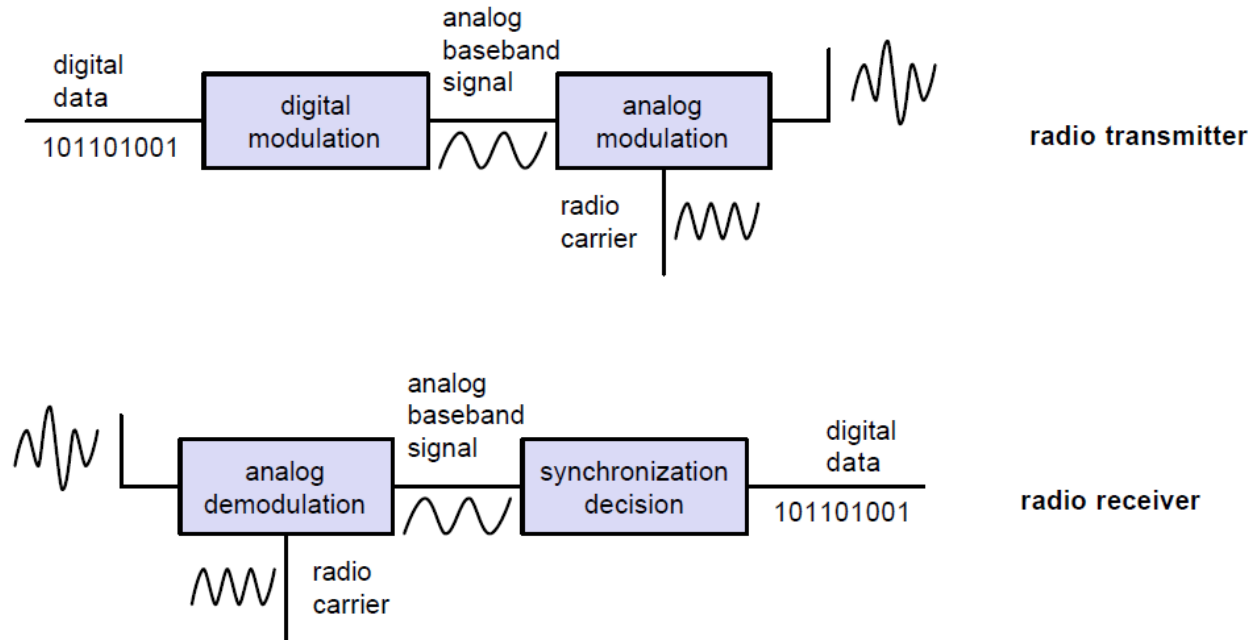 digital
data
101101001
digital
modulation
analog
baseband
signal
analog
modulation
radio
carrier
radio transmitter
analog
demodulation
radio
carrier
analog
baseband
signal
synchronization
decision
digital
data
101101001
radio receiver